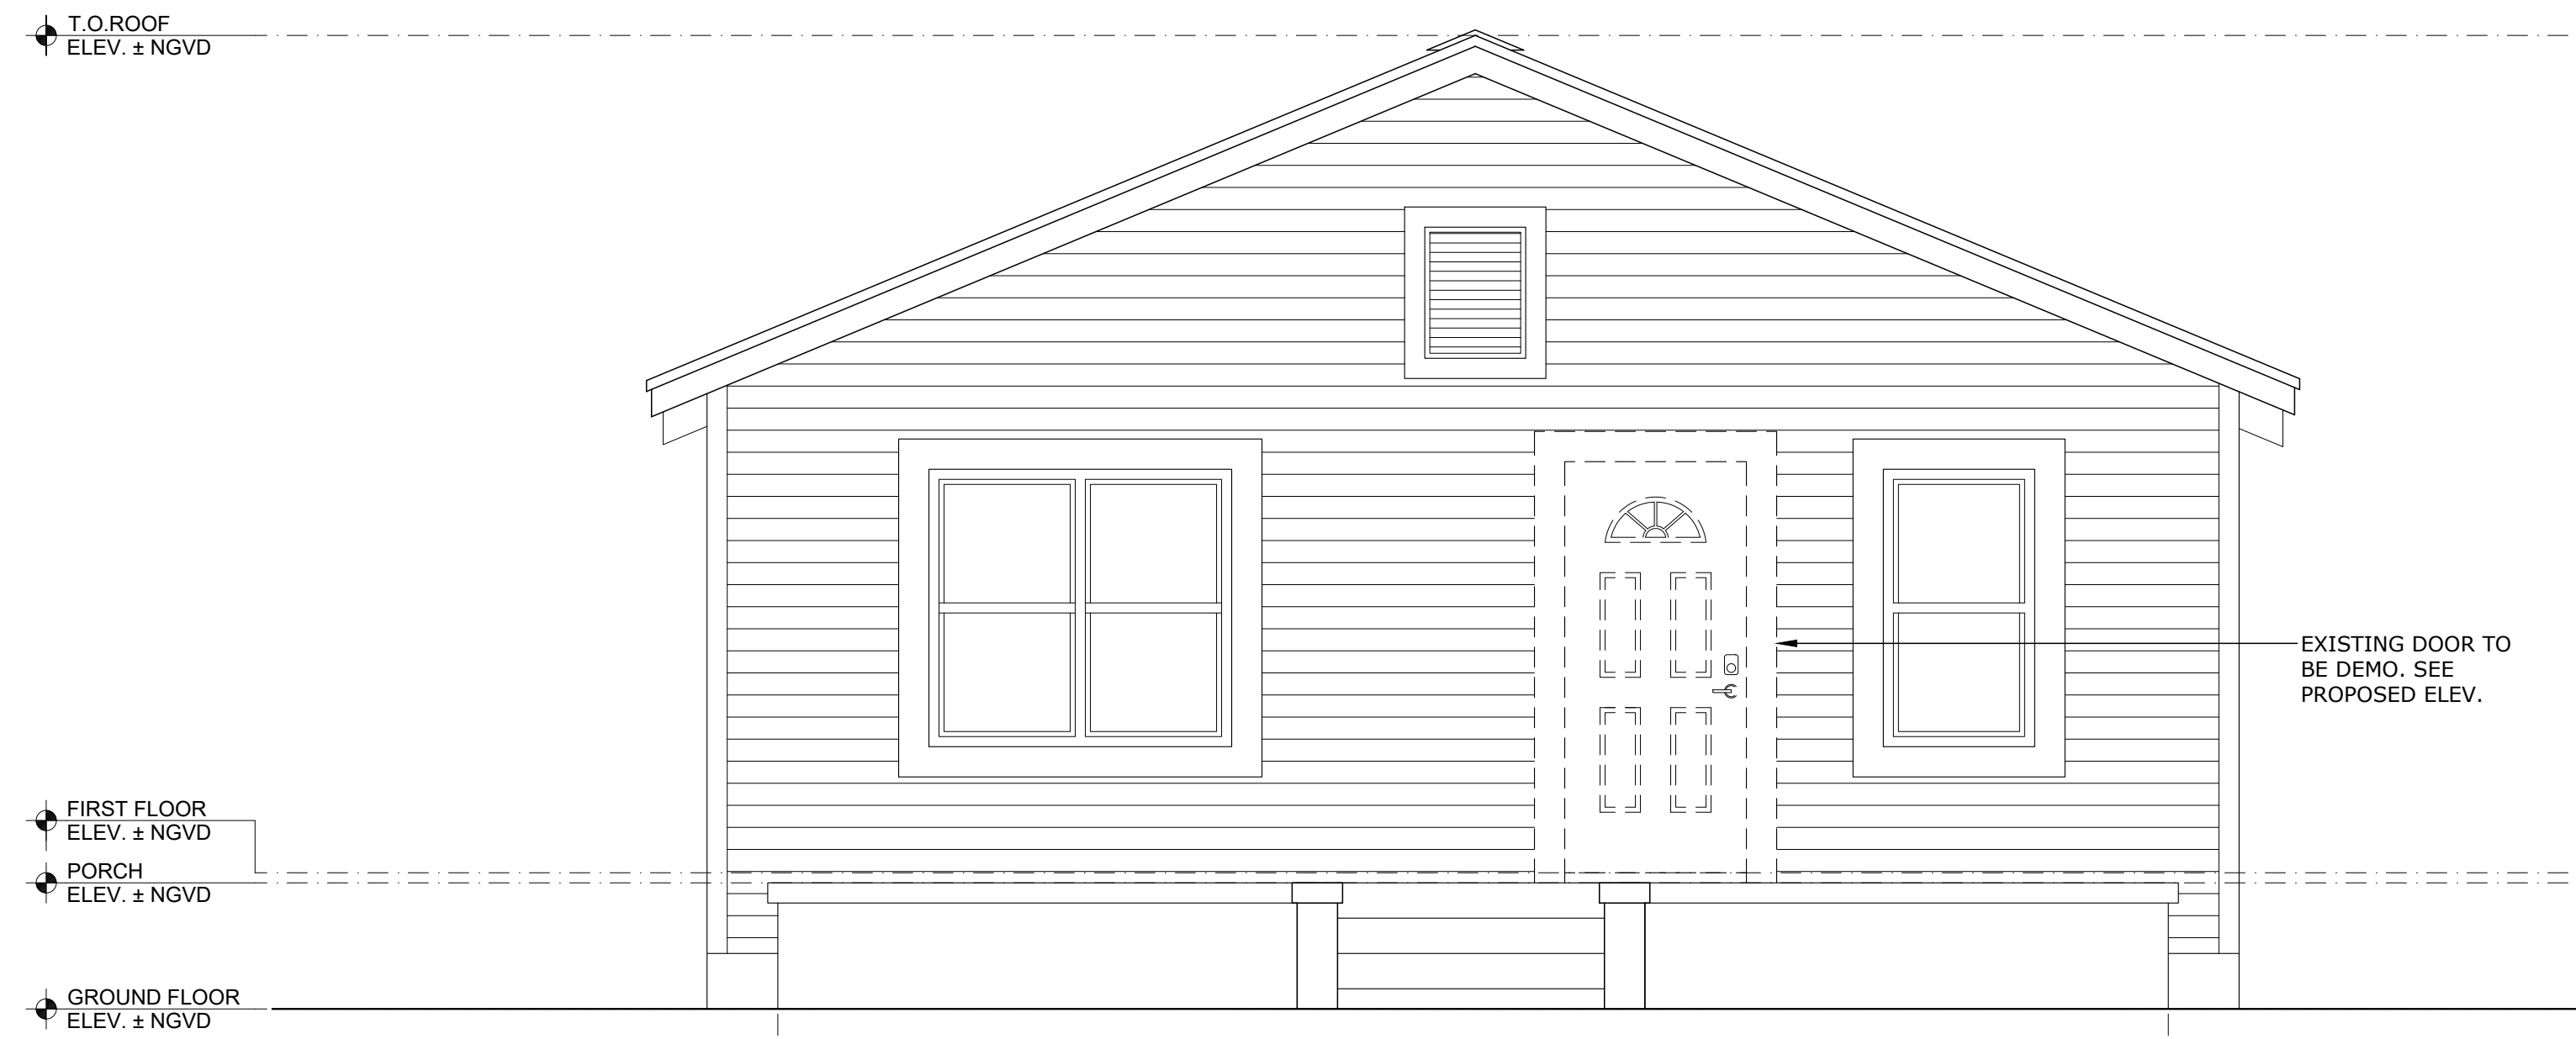 T.O.ROOF
ELEV. ± NGVD
EXISTING DOOR TO
BE DEMO. SEE
PROPOSED ELEV.
FIRST FLOOR
ELEV. ± NGVD
PORCH
ELEV. ± NGVD
GROUND FLOOR
ELEV. ± NGVD